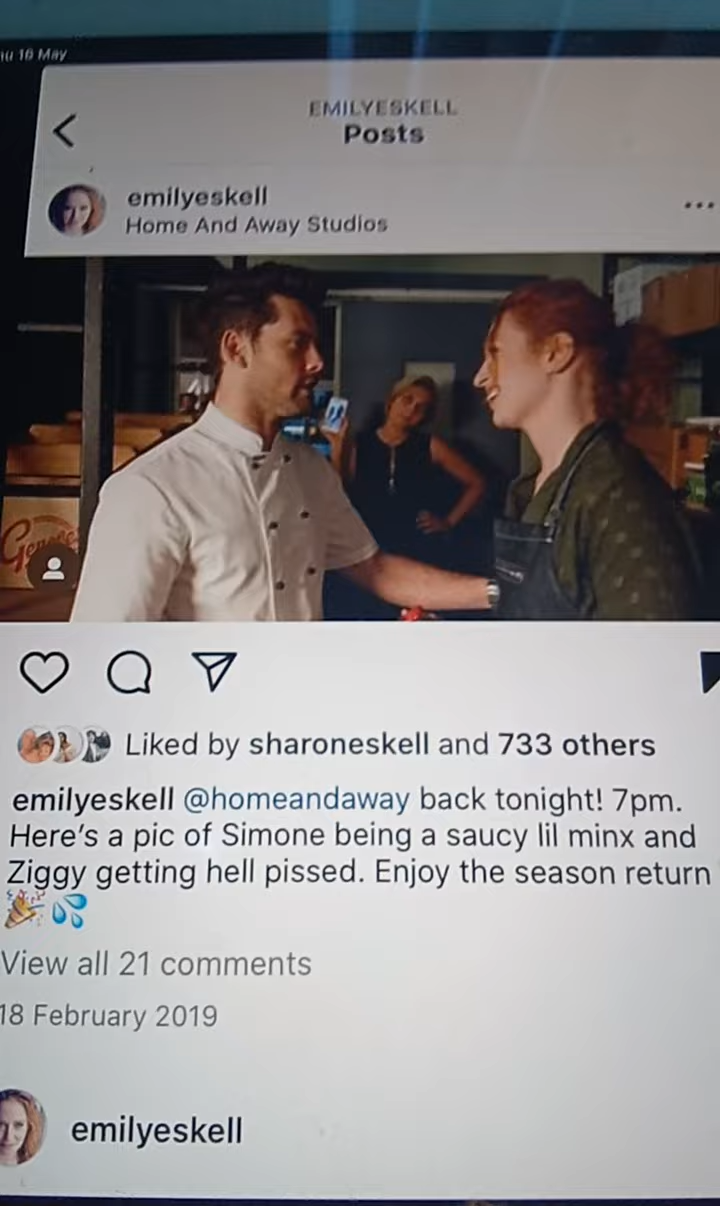 16 May
EMILYESKELL
Posts
emilyeskell
Home And Away Studios
Liked by sharoneskell and 733 others
emilyeskell @homeandaway back tonight! 7pm.
Here's a pic of Simone being a saucy lil minx and
Ziggy getting hell pissed. Enjoy the season return
🎉💦
View all 21 comments
18 February 2019
emilyeskell